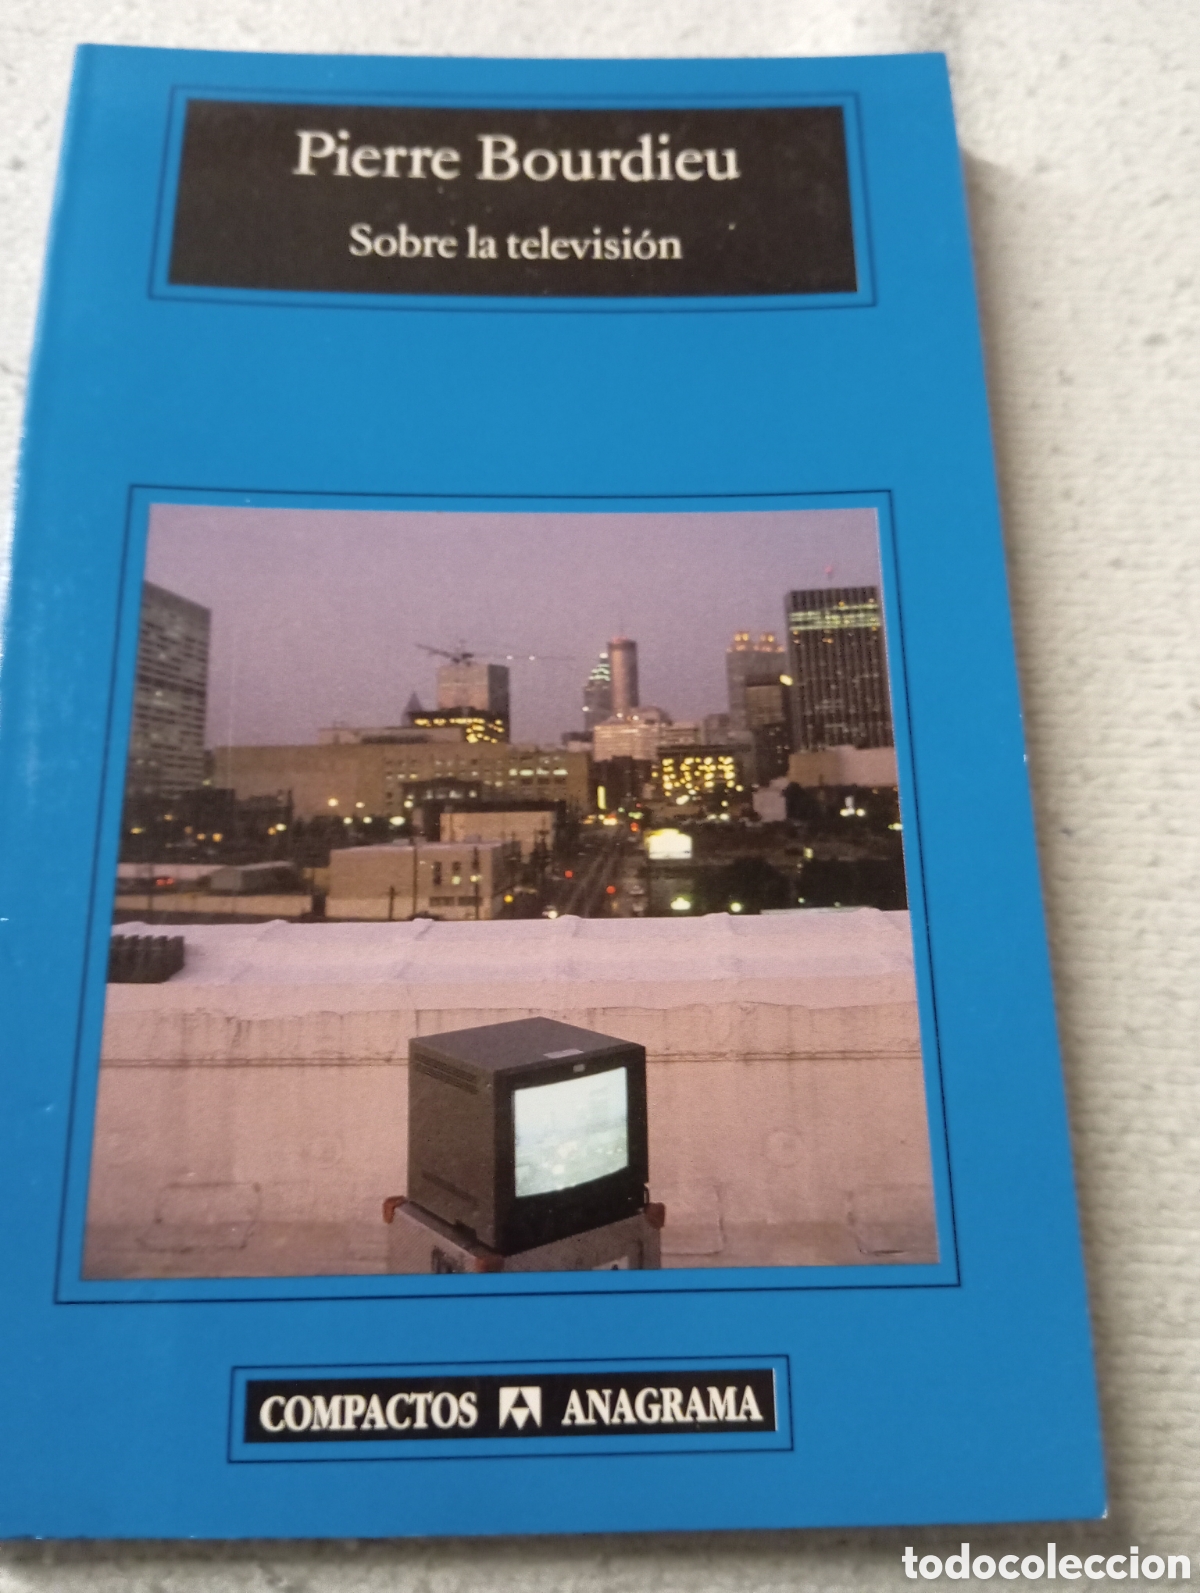 Pierre Bourdieu
Sobre la televisión
COMPACTOS ANAGRAMA
todocoleccion